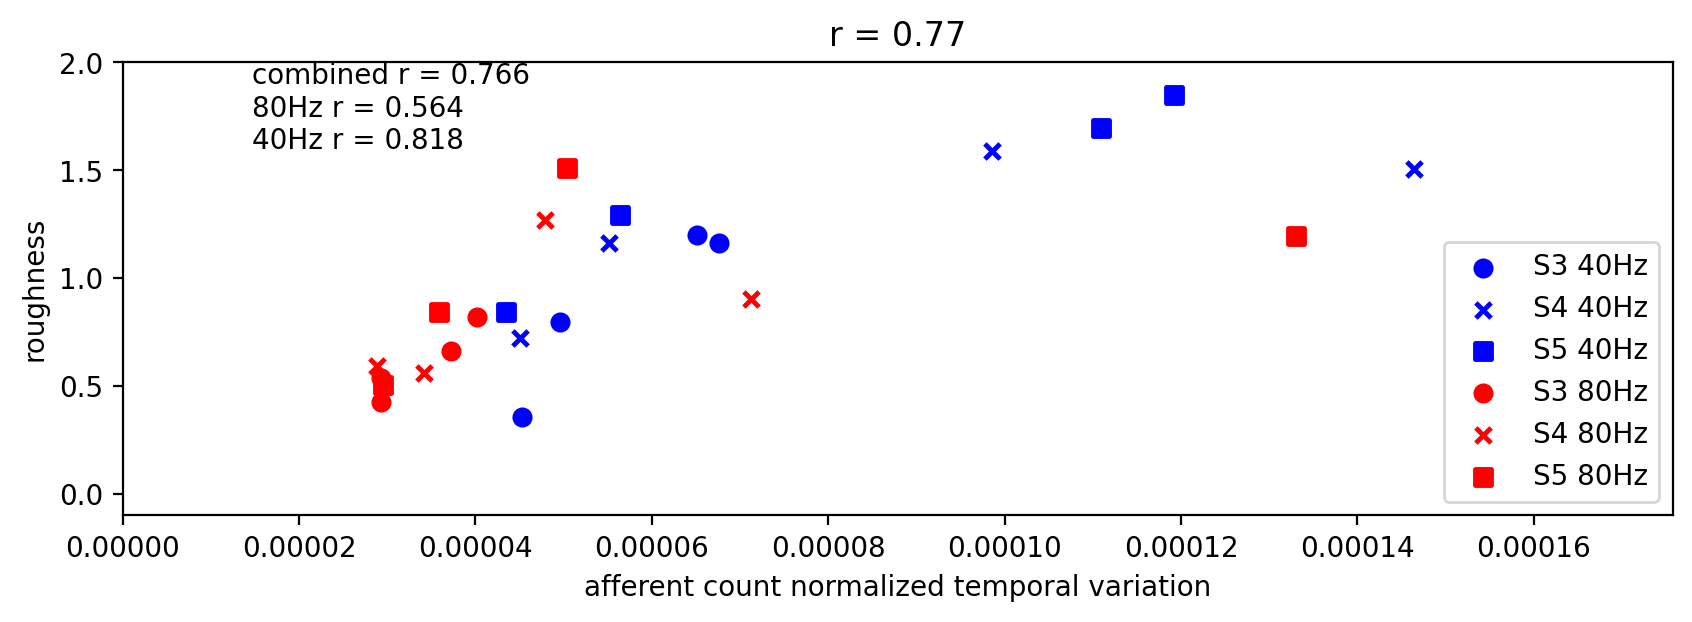 r = 0.77
combined r = 0.766
80Hz r = 0.564
40Hz r = 0.818
2.0
1.5
1.0
0.5
0.0
roughness
S3 40Hz
S4 40Hz
S5 40Hz
S3 80Hz
S4 80Hz
S5 80Hz
0.00000 0.00002 0.00004 0.00006 0.00008 0.00010 0.00012 0.00014 0.00016
afferent count normalized temporal variation